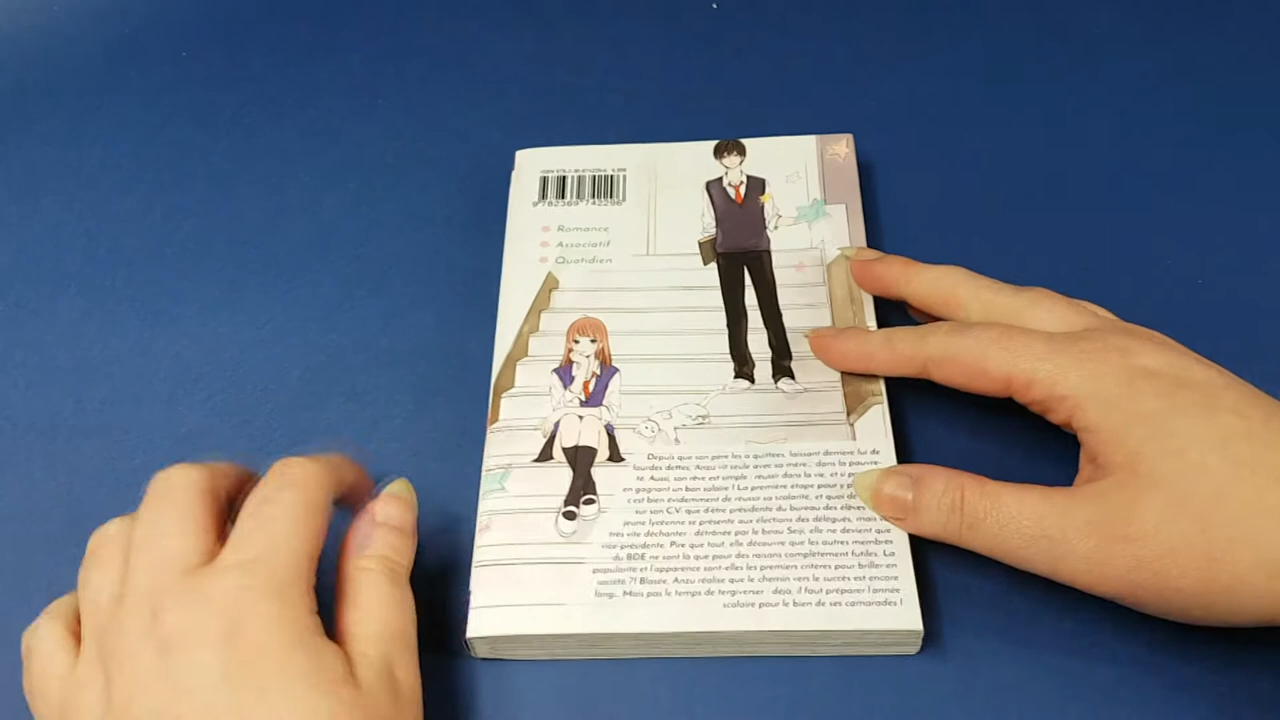 9782369742296
Romance
Associatif
Quotidien
Depuis que son père les a quittées, laissant derrière lui de
lourdes dettes, Anzu vit seule avec sa mère... dans la pauvre-
té. Aussi, son rêve est simple : réussir dans la vie, et si
en gagnant un bon salaire ! La première étape pour y
c'est bien évidemment de réussir sa scolarité, et quoi de
sur son C.V. que d'être présidente du bureau des élèves
jeune lycéenne se présente aux élections des délégués, mais
très vite déchanter : détrônée par le beau Seiji, elle ne devient que
vice-présidente. Pire que tout, elle découvre que les autres membres
du BDE ne sont là que pour des raisons complètement futiles. La
popularité et l'apparence sont-elles les premiers critères pour briller en
société ?! Blasée, Anzu réalise que le chemin vers le succès est encore
long... Mais pas le temps de tergiverser : déjà, il faut préparer l'année
scolaire pour le bien de ses camarades !